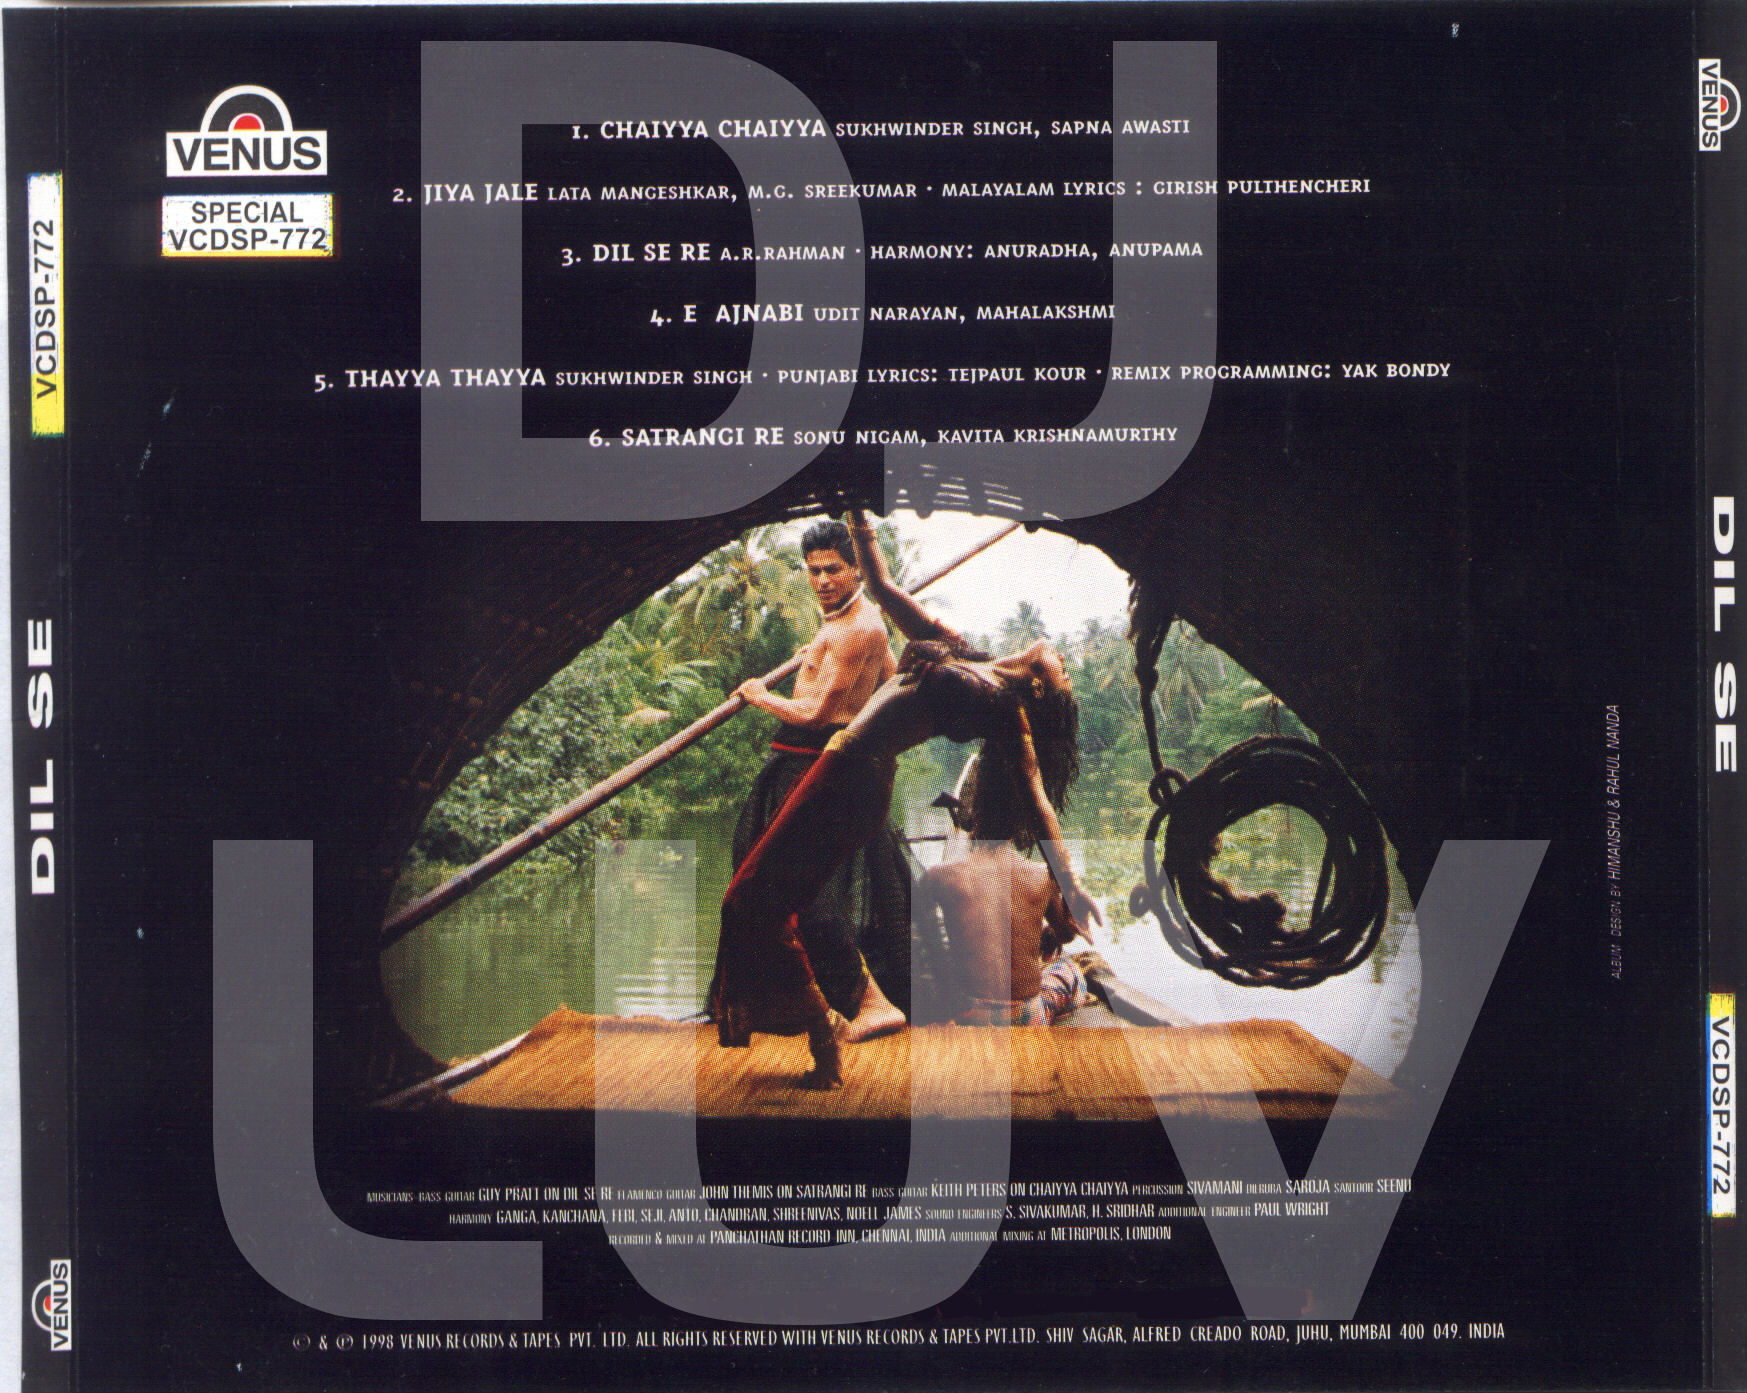 VENUS
SPECIAL
VCDSP-772
1. CHAIYYA CHAIYYA SUKHWINDER SINGH, SAPNA AWASTI
2. JIYA JALE LATA MANGESHKAR, M.G. SREEKUMAR · MALAYALAM LYRICS : GIRISH PULTHENCHERI
3. DIL SE RE A.R.RAHMAN · HARMONY: ANURADHA, ANUPAMA
4. E AJNABI UDIT NARAYAN, MAHALAKSHMI
5. THAYYA THAYYA SUKHWINDER SINGH · PUNJABI LYRICS: TEJPAUL KOUR · REMIX PROGRAMMING: YAK BONDY
6. SATRANGI RE SONU NIGAM, KAVITA KRISHNAMURTHY
DJ
LUV
MUSICIANS BASS GUITAR GUY PRATT ON DIL SE RE FLAMENCO GUITAR JOHN THEMIS ON SATRANGI RE BASS GUITAR KEITH PETERS ON CHAIYYA CHAIYYA PERCUSSION SIVAMANI DILRUBA SAROJA SANTOOR SEENU
HARMONY GANGA, KANCHANA, FEBI, SEJI, ANTO, CHANDRAN, SHREENIVAS, NOELL JAMES SOUND ENGINEERS S. SIVAKUMAR, H. SRIDHAR ADDITIONAL ENGINEER PAUL WRIGHT
RECORDED & MIXED AT PANCHATHAN RECORD INN, CHENNAI, INDIA ADDITIONAL MIXING AT METROPOLIS, LONDON
© & ℗ 1998 VENUS RECORDS & TAPES PVT. LTD. ALL RIGHTS RESERVED WITH VENUS RECORDS & TAPES PVT.LTD. SHIV SAGAR, ALFRED CREADO ROAD, JUHU, MUMBAI 400 049. INDIA
ALBUM DESIGN BY HIMANSHU & RAHUL NANDA
VCDSP-772
DIL SE
VENUS
VENUS
DIL SE
VCDSP-772